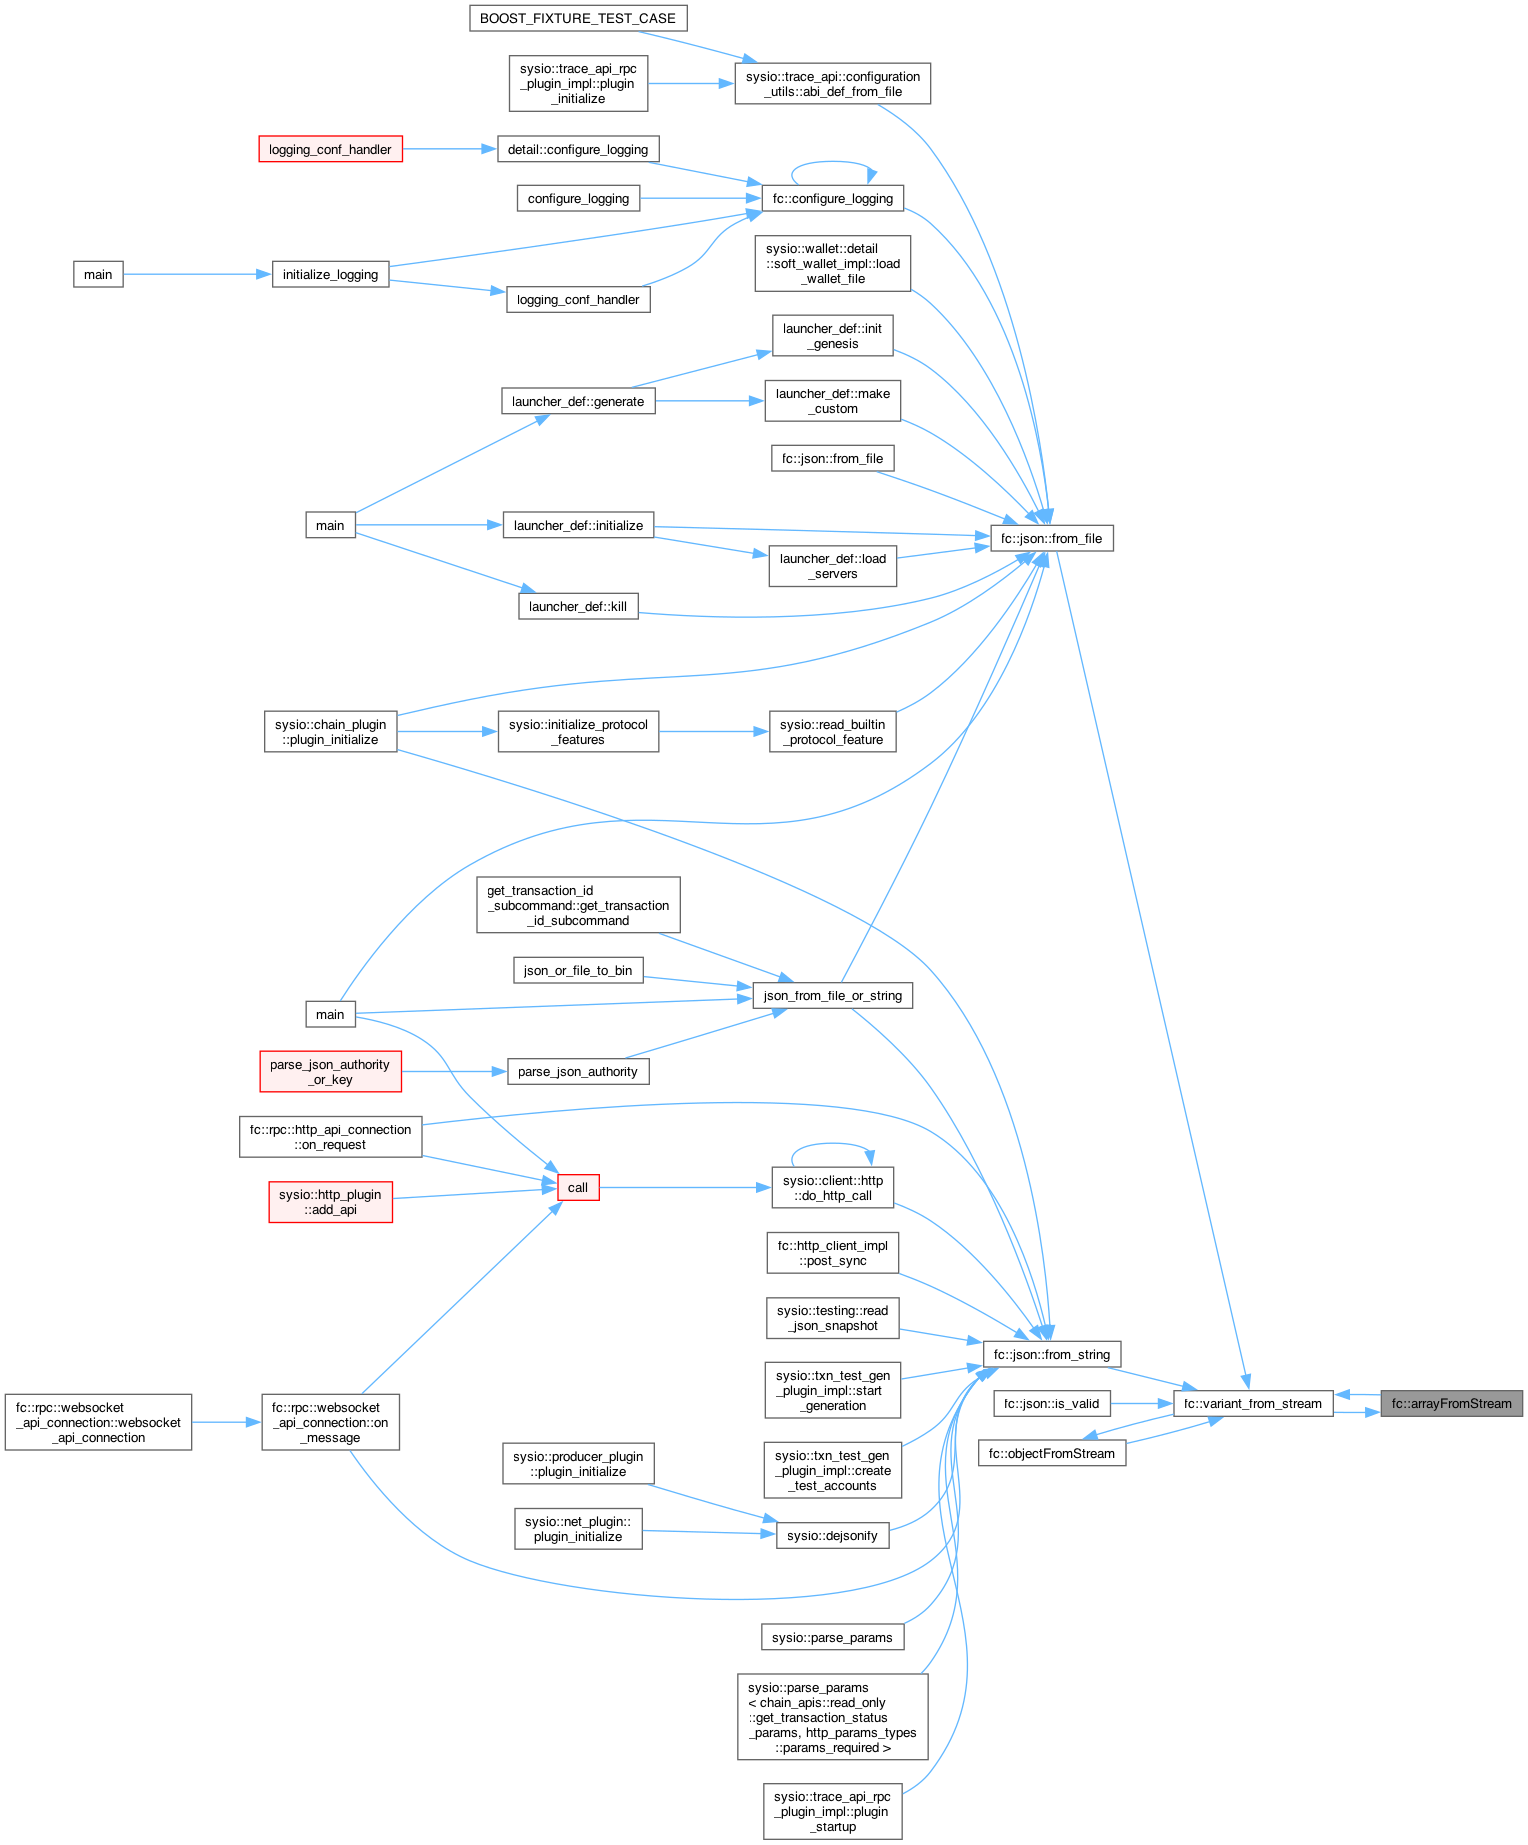 BOOST_FIXTURE_TEST_CASE
sysio::trace_api_rpc
_plugin_impl::plugin
_initialize
sysio::trace_api::configuration
_utils::abi_def_from_file
logging_conf_handler
detail::configure_logging
configure_logging
fc::configure_logging
sysio::wallet::detail
::soft_wallet_impl::load
_wallet_file
main
initialize_logging
logging_conf_handler
launcher_def::init
_genesis
launcher_def::generate
launcher_def::make
_custom
fc::json::from_file
main
launcher_def::initialize
fc::json::from_file
launcher_def::load
_servers
launcher_def::kill
sysio::chain_plugin
::plugin_initialize
sysio::initialize_protocol
_features
sysio::read_builtin
_protocol_feature
get_transaction_id
_subcommand::get_transaction
_id_subcommand
json_or_file_to_bin
json_from_file_or_string
main
parse_json_authority
_or_key
parse_json_authority
fc::rpc::http_api_connection
::on_request
sysio::http_plugin
::add_api
call
sysio::client::http
::do_http_call
fc::http_client_impl
::post_sync
sysio::testing::read
_json_snapshot
fc::json::from_string
sysio::txn_test_gen
_plugin_impl::start
_generation
fc::json::is_valid
fc::variant_from_stream
fc::arrayFromStream
fc::rpc::websocket
_api_connection::websocket
_api_connection
fc::rpc::websocket
_api_connection::on
_message
fc::objectFromStream
sysio::txn_test_gen
_plugin_impl::create
_test_accounts
sysio::producer_plugin
::plugin_initialize
sysio::net_plugin::
plugin_initialize
sysio::dejsonify
sysio::parse_params
sysio::parse_params
< chain_apis::read_only
::get_transaction_status
_params, http_params_types
::params_required >
sysio::trace_api_rpc
_plugin_impl::plugin
_startup